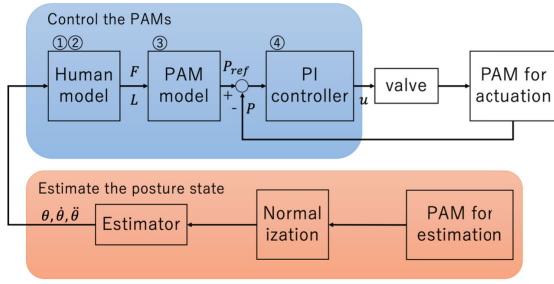 Control the PAMs
①② ③ ④
Human model
F
L
PAM model
P_ref
+
-
P
PI controller
u
valve
PAM for actuation
Estimate the posture state
θ, θ̇, θ̈
Estimator
Normal
ization
PAM for estimation